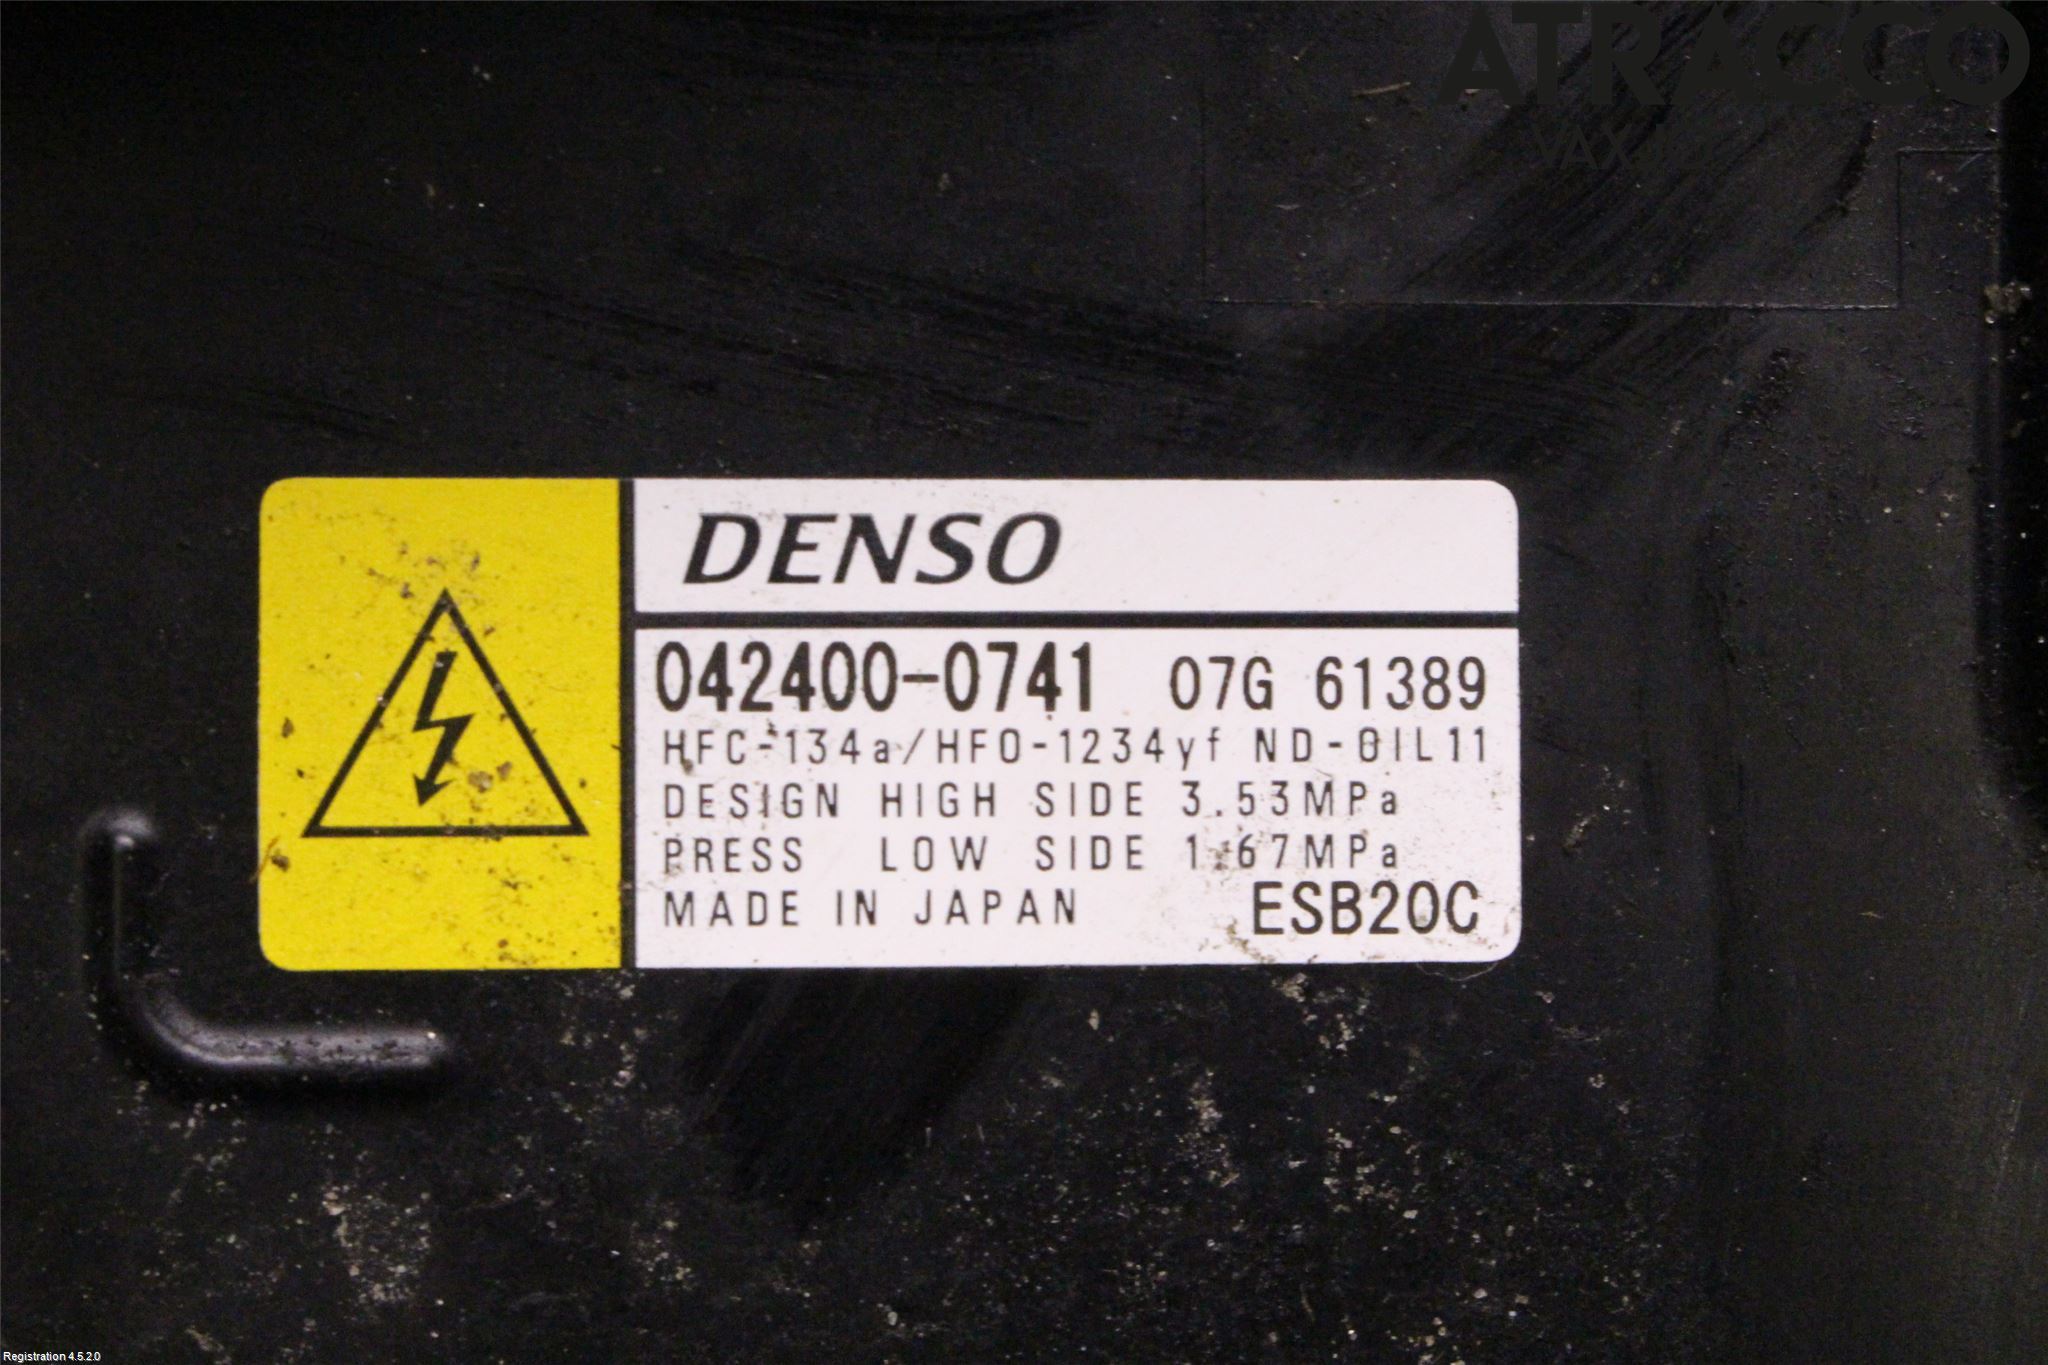 ATRACCO
DENSO
042400-0741 07G 61389
HFC-134a/HFO-1234yf ND-OIL11
DESIGN HIGH SIDE 3.53MPa
PRESS LOW SIDE 1.67MPa
MADE IN JAPAN ESB20C
Registration 4.5.2.0